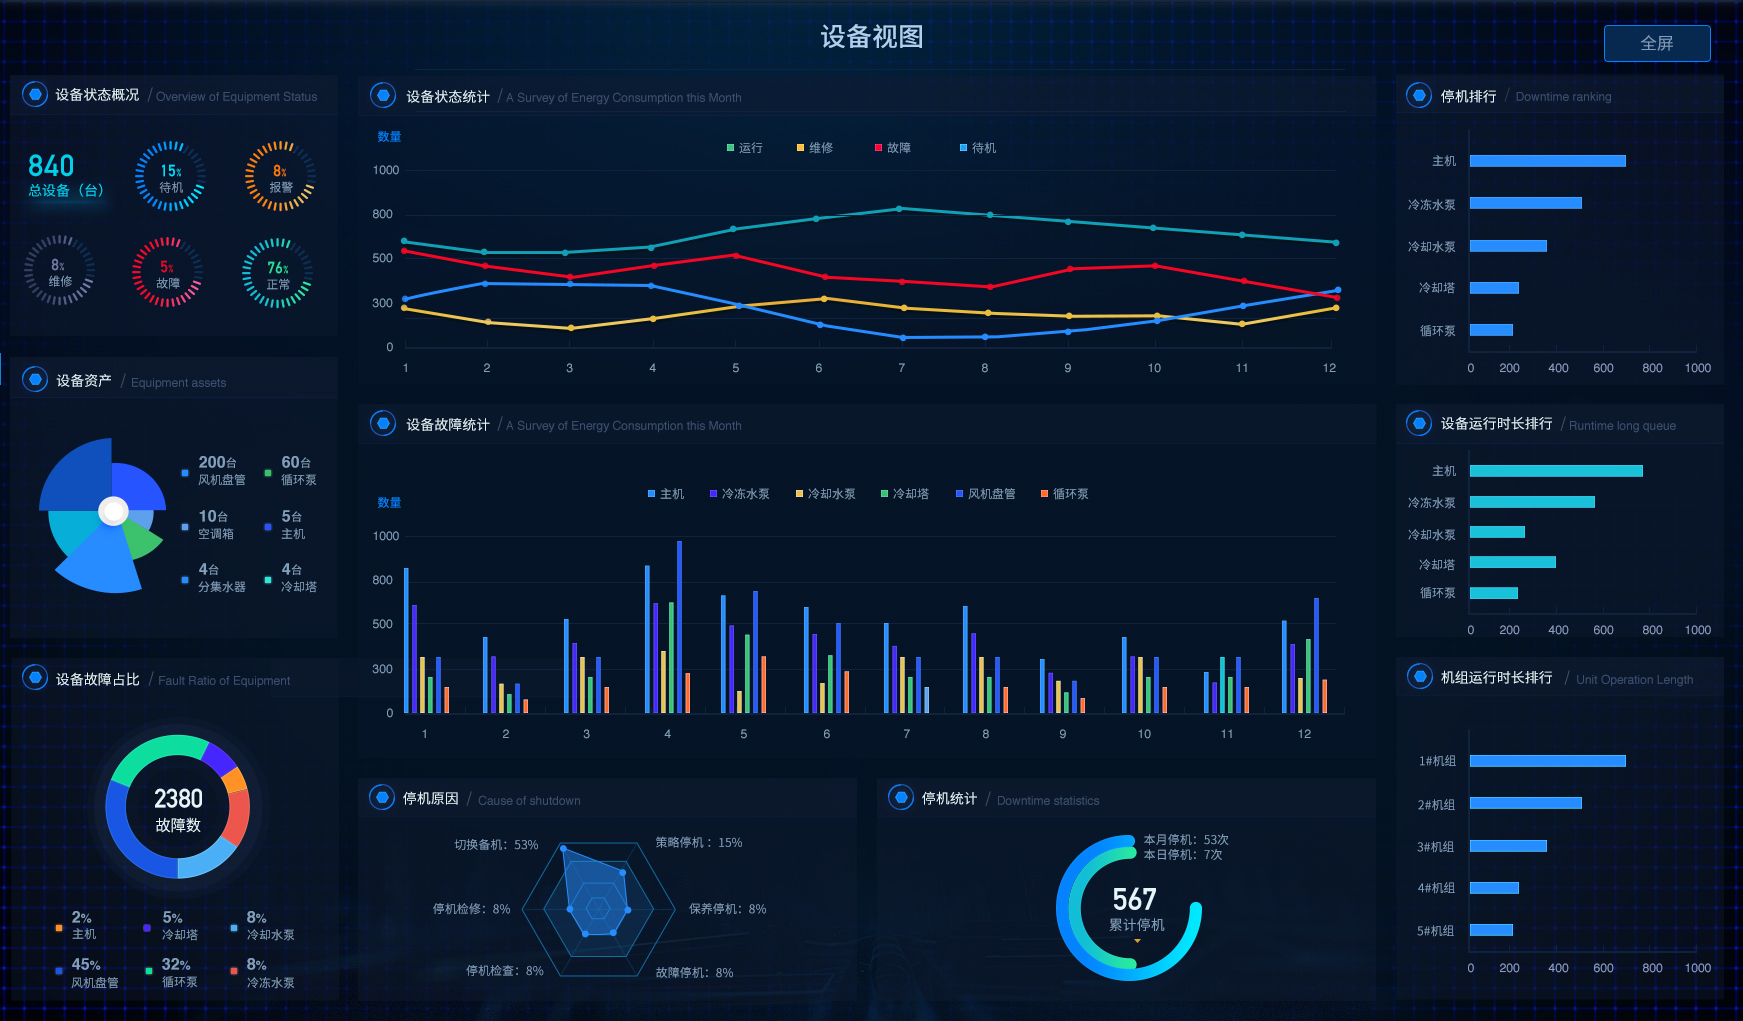 设备视图
全屏
设备状态概况 / Overview of Equipment Status
840
总设备（台）
15%
待机
8%
报警
8%
维修
5%
故障
76%
正常
设备资产 / Equipment assets
200台
风机盘管
60台
循环泵
10台
空调箱
5台
主机
4台
分集水器
4台
冷却塔
设备故障占比 / Fault Ratio of Equipment
2380
故障数
2%
主机
5%
冷却塔
8%
冷却水泵
45%
风机盘管
32%
循环泵
8%
冷冻水泵
设备状态统计 / A Survey of Energy Consumption this Month
数量
运行 维修 故障 待机
1000
800
500
300
0
1 2 3 4 5 6 7 8 9 10 11 12
设备故障统计 / A Survey of Energy Consumption this Month
数量
主机 冷冻水泵 冷却水泵 冷却塔 风机盘管 循环泵
1000
800
500
300
0
1 2 3 4 5 6 7 8 9 10 11 12
停机原因 / Cause of shutdown
切换备机：53%
策略停机 ：15%
停机检修：8%
保养停机：8%
停机检查：8%
故障停机：8%
停机统计 / Downtime statistics
本月停机：53次
本日停机：7次
567
累计停机
停机排行 / Downtime ranking
主机
冷冻水泵
冷却水泵
冷却塔
循环泵
0 200 400 600 800 1000
设备运行时长排行 / Runtime long queue
主机
冷冻水泵
冷却水泵
冷却塔
循环泵
0 200 400 600 800 1000
机组运行时长排行 / Unit Operation Length
1#机组
2#机组
3#机组
4#机组
5#机组
0 200 400 600 800 1000